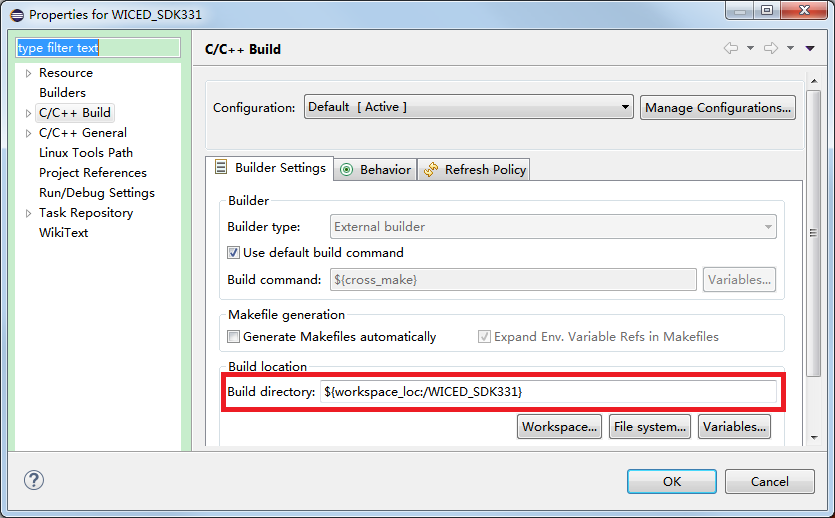 Properties for WICED_SDK331
type filter text
Resource
Builders
C/C++ Build
C/C++ General
Linux Tools Path
Project References
Run/Debug Settings
Task Repository
WikiText
C/C++ Build
Configuration: Default [ Active ] Manage Configurations...
Builder Settings Behavior Refresh Policy
Builder
Builder type: External builder
Use default build command
Build command: ${cross_make} Variables...
Makefile generation
Generate Makefiles automatically Expand Env. Variable Refs in Makefiles
Build location
Build directory: ${workspace_loc:/WICED_SDK331}
Workspace... File system... Variables...
OK Cancel